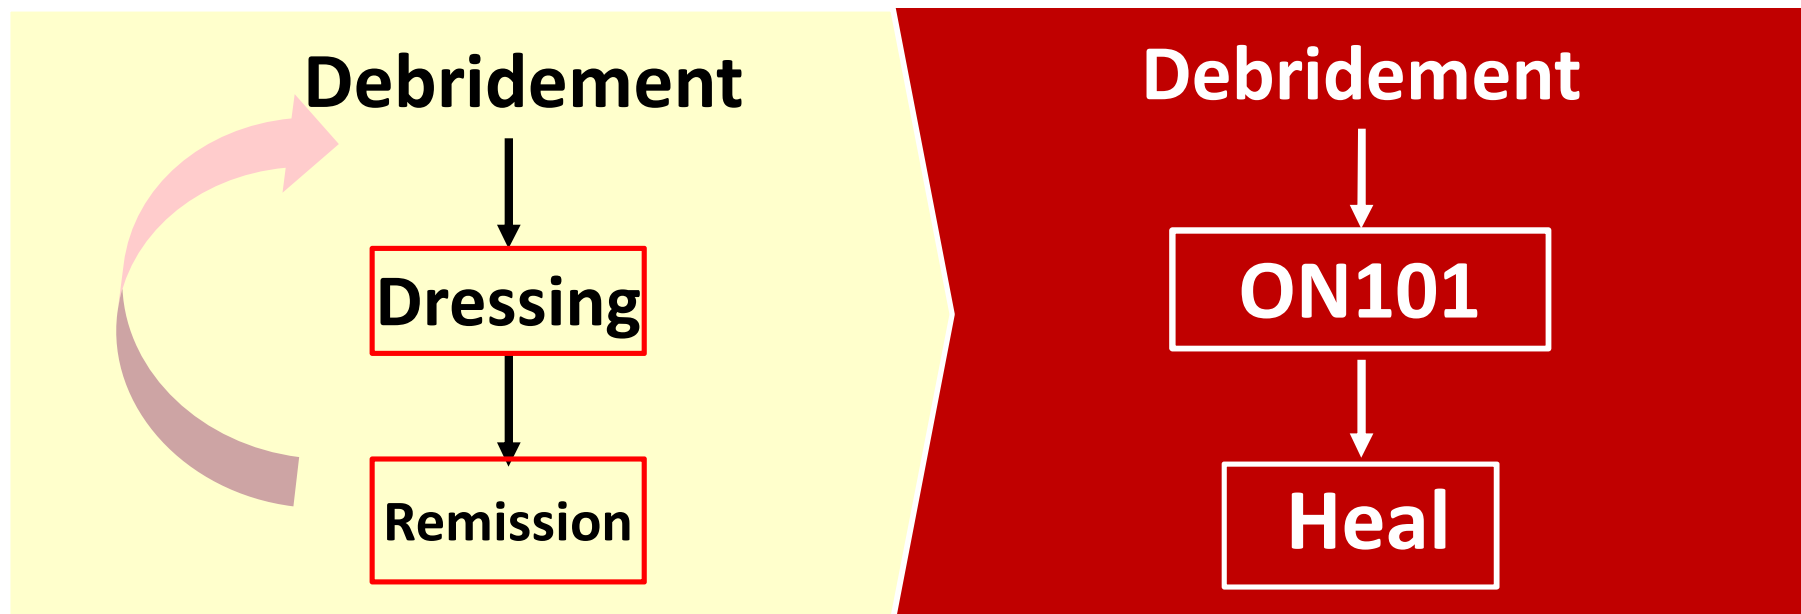 Debridement
Dressing
Remission
Debridement
ON101
Heal